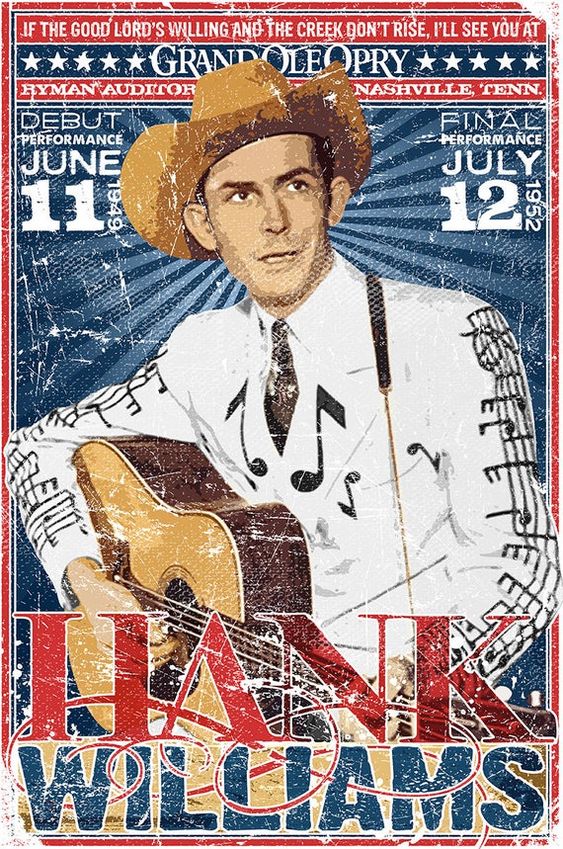 IF THE GOOD LORD'S WILLING AND THE CREEK DON'T RISE, I'LL SEE YOU AT
GRAND OLE OPRY
RYMAN AUDITOR NASHVILLE, TENN.
DEBUT
PERFORMANCE
JUNE
11 1949
FINAL
PERFORMANCE
JULY
12 1952
HANK
WILLIAMS